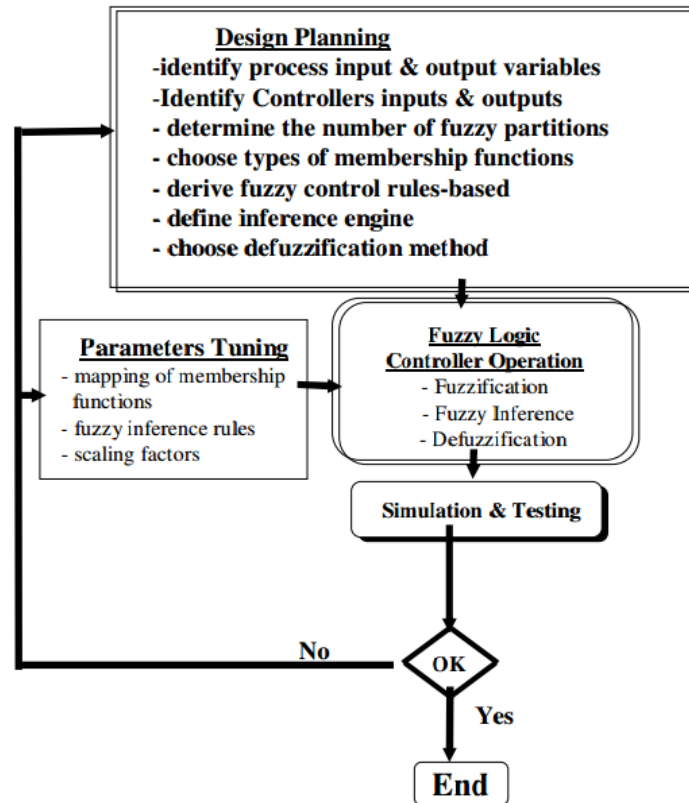 Design Planning
-identify process input & output variables
-Identify Controllers inputs & outputs
- determine the number of fuzzy partitions
- choose types of membership functions
- derive fuzzy control rules-based
- define inference engine
- choose defuzzification method
Parameters Tuning
- mapping of membership
functions
- fuzzy inference rules
- scaling factors
Fuzzy Logic
Controller Operation
- Fuzzification
- Fuzzy Inference
- Defuzzification
Simulation & Testing
No
OK
Yes
End